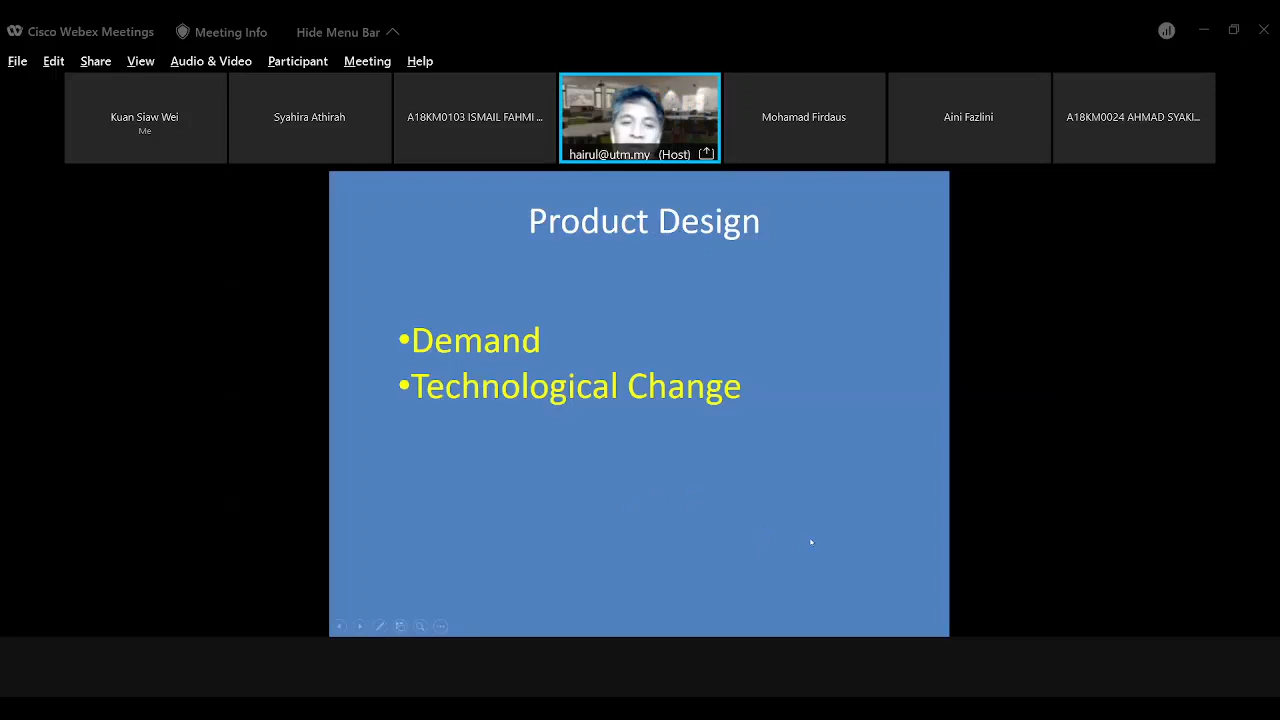 Cisco Webex Meetings Meeting Info Hide Menu Bar
File Edit Share View Audio & Video Participant Meeting Help
Kuan Siaw Wei
Me
Syahira Athirah
A18KM0103 ISMAIL FAHMI ...
hairul@utm.my (Host)
Mohamad Firdaus
Aini Fazlini
A18KM0024 AHMAD SYAKI...
Product Design
•Demand
•Technological Change